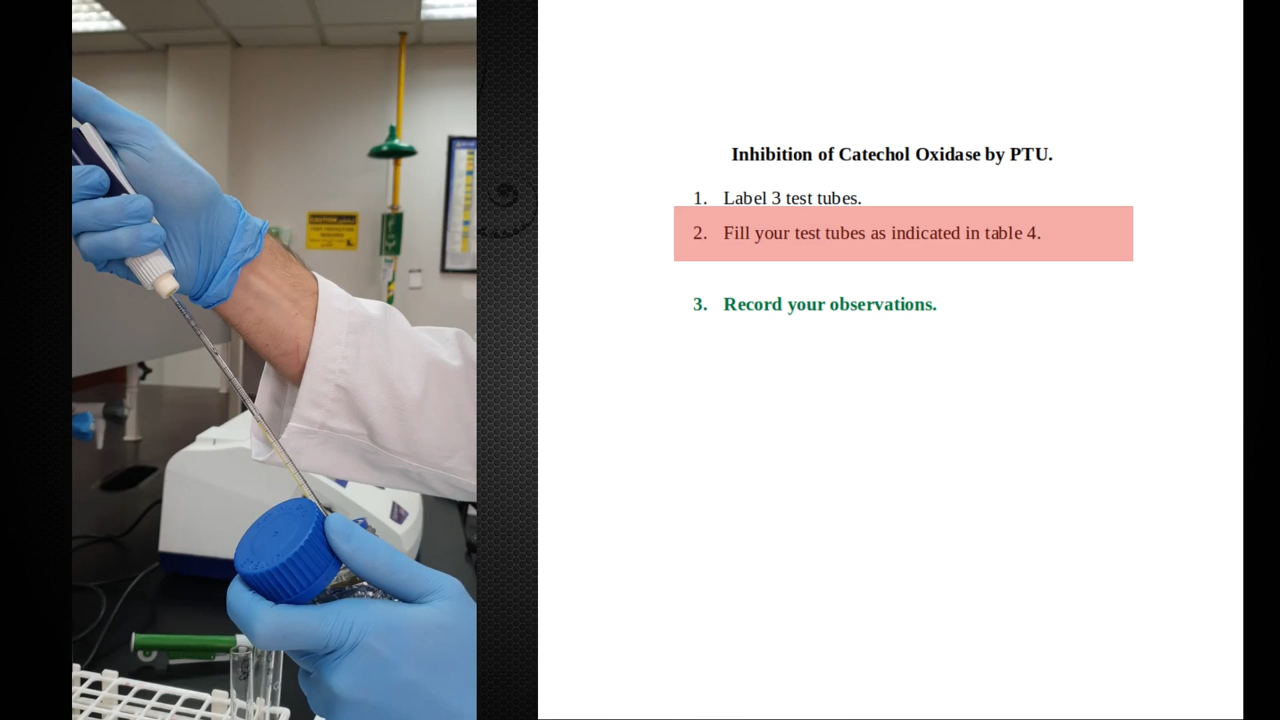 CAUTION
Inhibition of Catechol Oxidase by PTU.
1. Label 3 test tubes.
2. Fill your test tubes as indicated in table 4.
3. Record your observations.